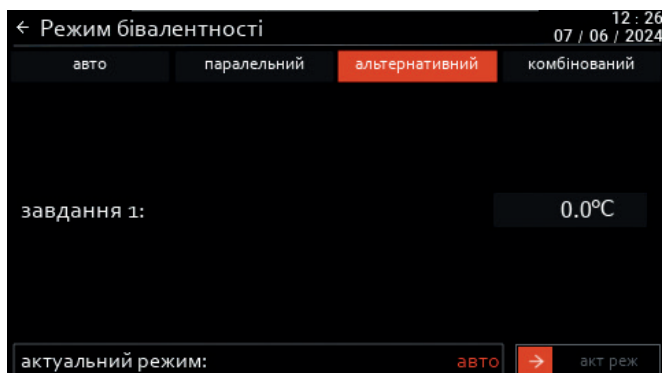 ← Режим бівалентності 12 : 26
07 / 06 / 2024
авто паралельний альтернативний комбінований
завдання 1: 0.0°C
актуальний режим: авто → акт реж